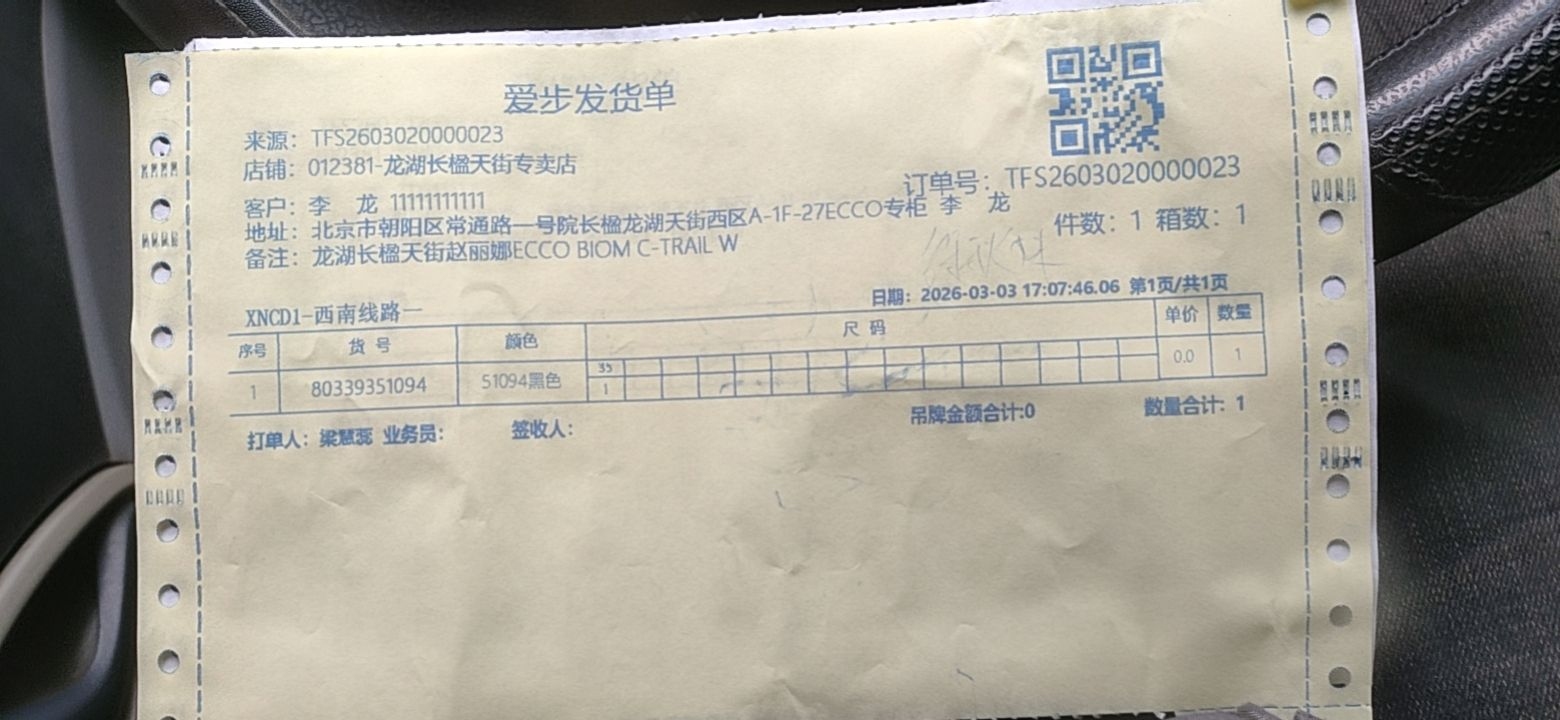 爱步发货单
来源：TFS2603020000023
店铺：012381-龙湖长楹天街专卖店
订单号：TFS2603020000023
客户：李　龙 11111111111
地址：北京市朝阳区常通路一号院长楹龙湖天街西区A-1F-27ECCO专柜 李　龙
件数：1 箱数：1
备注：龙湖长楹天街赵丽娜ECCO BIOM C-TRAIL W
日期：2026-03-03 17:07:46.06 第1页/共1页
XNCD1-西南线路一
序号 货 号 颜色 尺 码 单价 数量
35
1 80339351094 51094黑色 1 0.0 1
打单人：梁慧蕊 业务员： 签收人： 吊牌金额合计:0 数量合计: 1